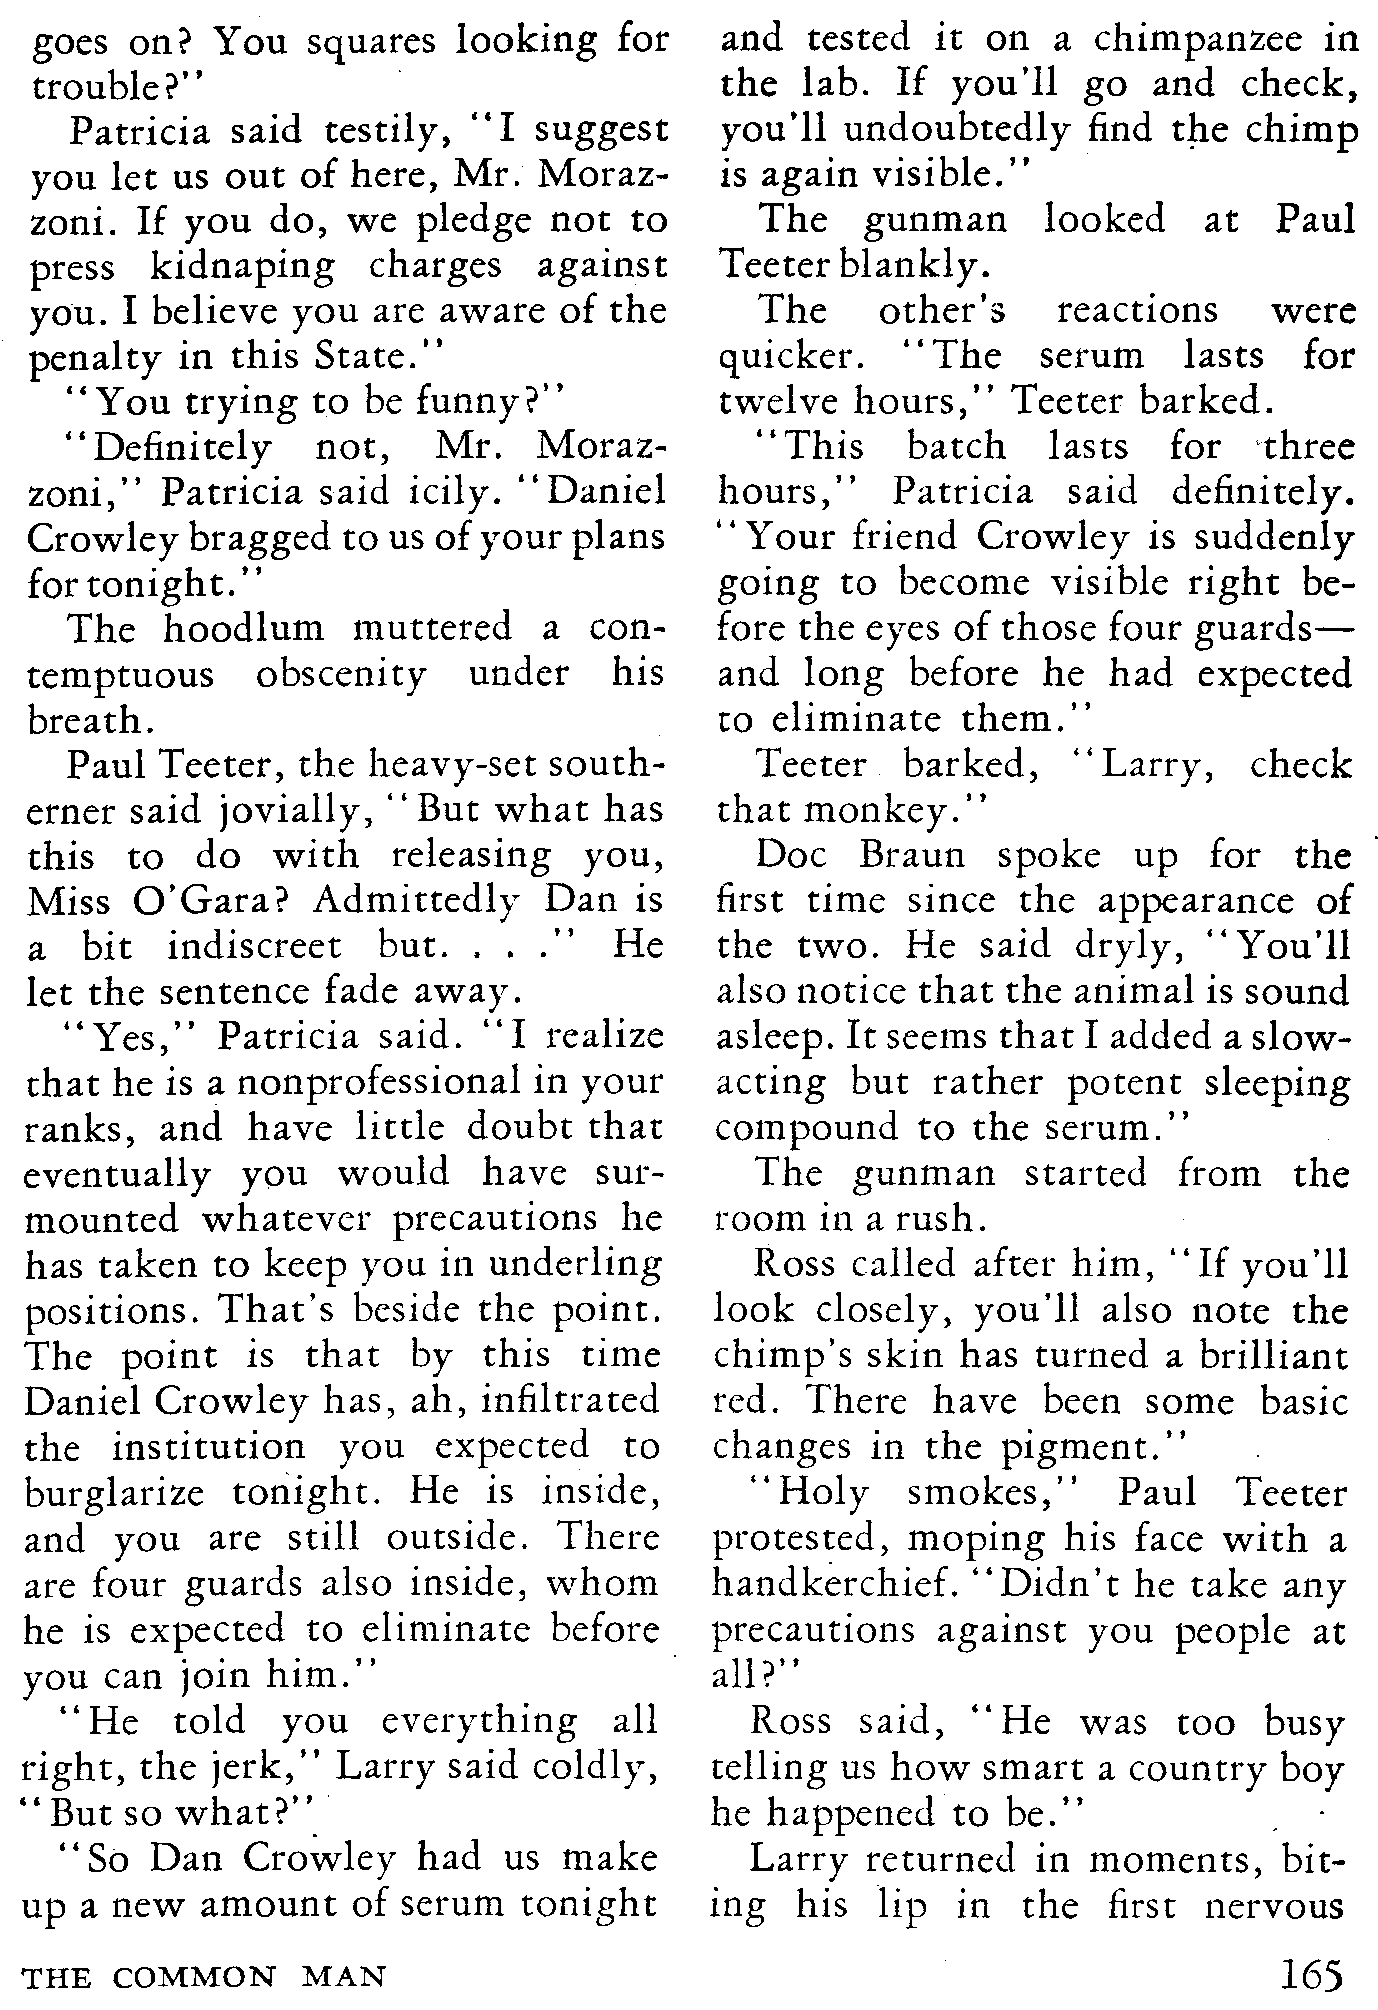 goes on? You squares looking for
trouble?"
Patricia said testily, "I suggest
you let us out of here, Mr. Moraz-
zoni. If you do, we pledge not to
press kidnaping charges against
you. I believe you are aware of the
penalty in this State."
"You trying to be funny?"
"Definitely not, Mr. Moraz-
zoni," Patricia said icily. "Daniel
Crowley bragged to us of your plans
for tonight."
The hoodlum muttered a con-
temptuous obscenity under his
breath.
Paul Teeter, the heavy-set south-
erner said jovially, "But what has
this to do with releasing you,
Miss O'Gara? Admittedly Dan is
a bit indiscreet but. . . ." He
let the sentence fade away.
"Yes," Patricia said. "I realize
that he is a nonprofessional in your
ranks, and have little doubt that
eventually you would have sur-
mounted whatever precautions he
has taken to keep you in underling
positions. That's beside the point.
The point is that by this time
Daniel Crowley has, ah, infiltrated
the institution you expected to
burglarize tonight. He is inside,
and you are still outside. There
are four guards also inside, whom
he is expected to eliminate before
you can join him."
"He told you everything all
right, the jerk," Larry said coldly,
"But so what?"
"So Dan Crowley had us make
up a new amount of serum tonight
and tested it on a chimpanzee in
the lab. If you'll go and check,
you'll undoubtedly find the chimp
is again visible."
The gunman looked at Paul
Teeter blankly.
The other's reactions were
quicker. "The serum lasts for
twelve hours," Teeter barked.
"This batch lasts for three
hours," Patricia said definitely.
"Your friend Crowley is suddenly
going to become visible right be-
fore the eyes of those four guards—
and long before he had expected
to eliminate them."
Teeter barked, "Larry, check
that monkey."
Doc Braun spoke up for the
first time since the appearance of
the two. He said dryly, "You'll
also notice that the animal is sound
asleep. It seems that I added a slow-
acting but rather potent sleeping
compound to the serum."
The gunman started from the
room in a rush.
Ross called after him, "If you'll
look closely, you'll also note the
chimp's skin has turned a brilliant
red. There have been some basic
changes in the pigment."
"Holy smokes," Paul Teeter
protested, moping his face with a
handkerchief. "Didn't he take any
precautions against you people at
all?"
Ross said, "He was too busy
telling us how smart a country boy
he happened to be."
Larry returned in moments, bit-
ing his lip in the first nervous
THE COMMON MAN
165